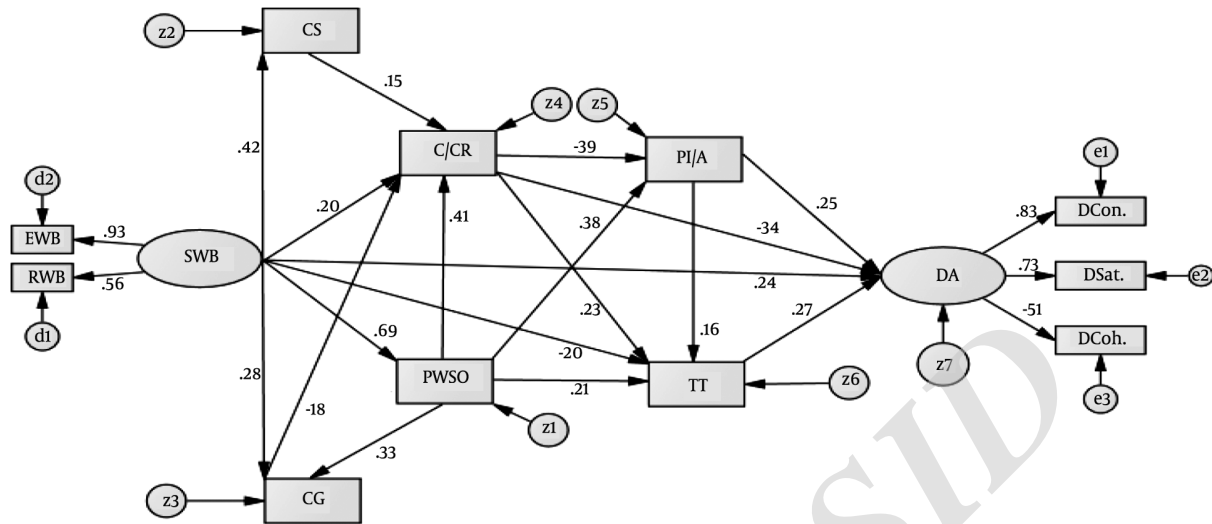 z2
CS
.15
z4
z5
.42
C/CR
-39
PI/A
e1
d2
.20
.41
.38
.25
.83
DCon.
EWB
.93
SWB
-34
RWB
.56
.24
DA
.73
DSat.
e2
d1
.69
-20
.23
.16
.27
-51
DCoh.
.28
-18
PWSO
.21
TT
z6
z7
e3
.33
z1
z3
CG
SID